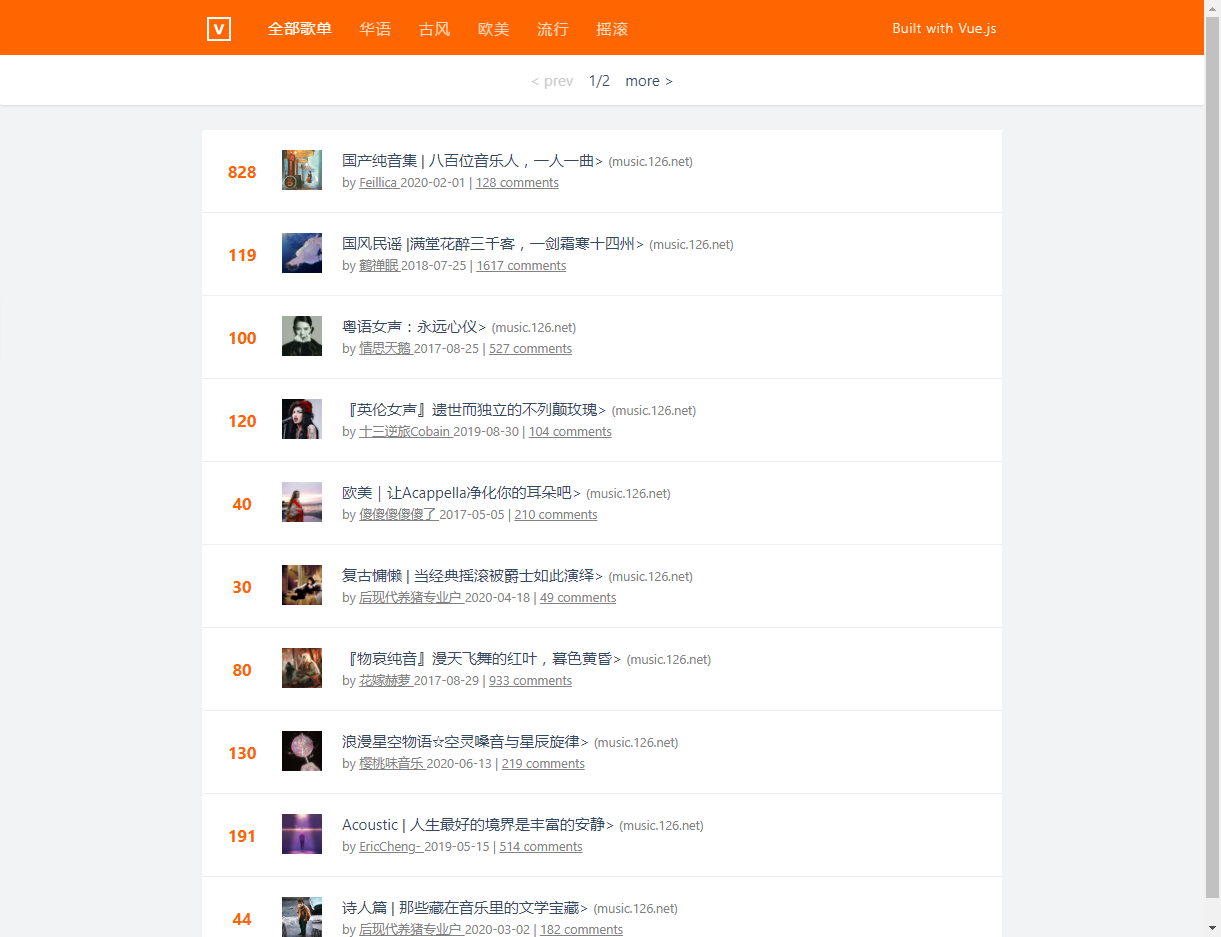 V 全部歌单 华语 古风 欧美 流行 摇滚 Built with Vue.js
< prev 1/2 more >
828
国产纯音集 | 八百位音乐人，一人一曲> (music.126.net)
by Feillica 2020-02-01 | 128 comments
119
国风民谣 |满堂花醉三千客，一剑霜寒十四州> (music.126.net)
by 鹤禅眠 2018-07-25 | 1617 comments
100
粤语女声：永远心仪> (music.126.net)
by 情思天鹅 2017-08-25 | 527 comments
120
『英伦女声』遗世而独立的不列颠玫瑰> (music.126.net)
by 十三逆旅Cobain 2019-08-30 | 104 comments
40
欧美｜让Acappella净化你的耳朵吧> (music.126.net)
by 傻傻傻傻傻了 2017-05-05 | 210 comments
30
复古慵懒 | 当经典摇滚被爵士如此演绎> (music.126.net)
by 后现代养猪专业户 2020-04-18 | 49 comments
80
『物哀纯音』漫天飞舞的红叶，暮色黄昏> (music.126.net)
by 花嫁赫萝 2017-08-29 | 933 comments
130
浪漫星空物语☆空灵嗓音与星辰旋律> (music.126.net)
by 樱桃味音乐 2020-06-13 | 219 comments
191
Acoustic | 人生最好的境界是丰富的安静> (music.126.net)
by EricCheng- 2019-05-15 | 514 comments
44
诗人篇 | 那些藏在音乐里的文学宝藏> (music.126.net)
by 后现代养猪专业户 2020-03-02 | 182 comments